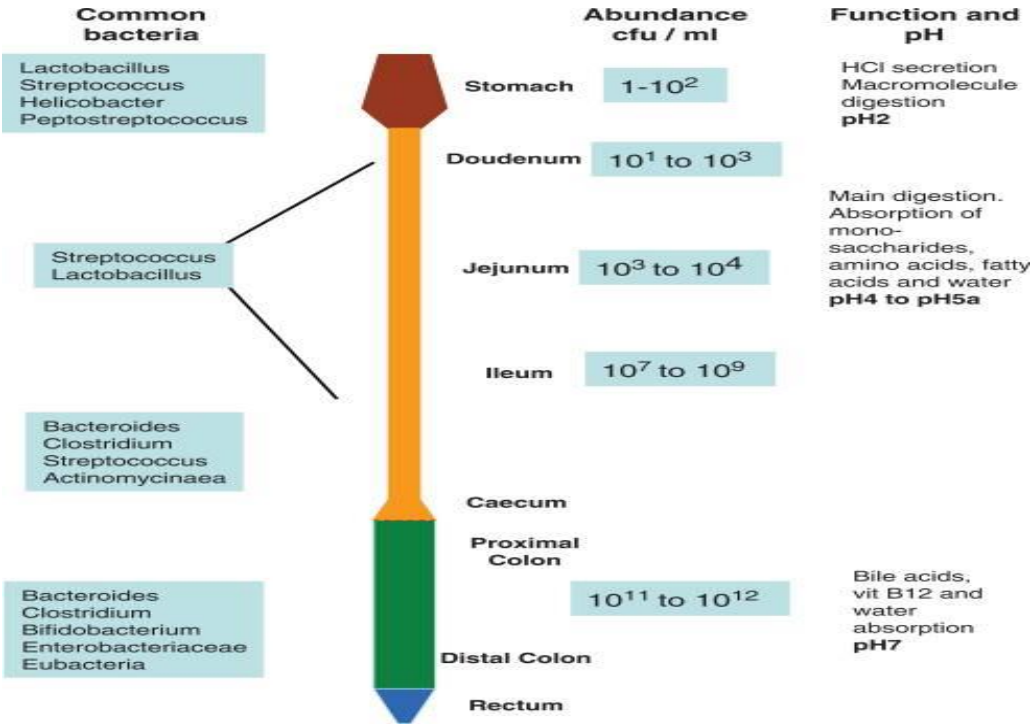 Common
bacteria
Abundance
cfu / ml
Function and
pH
Lactobacillus
Streptococcus
Helicobacter
Peptostreptococcus
Stomach
1-10²
HCl secretion
Macromolecule
digestion
pH2
Doudenum
10¹ to 10³
Streptococcus
Lactobacillus
Jejunum
10³ to 10⁴
Main digestion.
Absorption of
mono-
saccharides,
amino acids, fatty
acids and water
pH4 to pH5a
Ileum
10⁷ to 10⁹
Bacteroides
Clostridium
Streptococcus
Actinomycinaea
Caecum
Proximal
Colon
Bacteroides
Clostridium
Bifidobacterium
Enterobacteriaceae
Eubacteria
10¹¹ to 10¹²
Bile acids,
vit B12 and
water
absorption
pH7
Distal Colon
Rectum